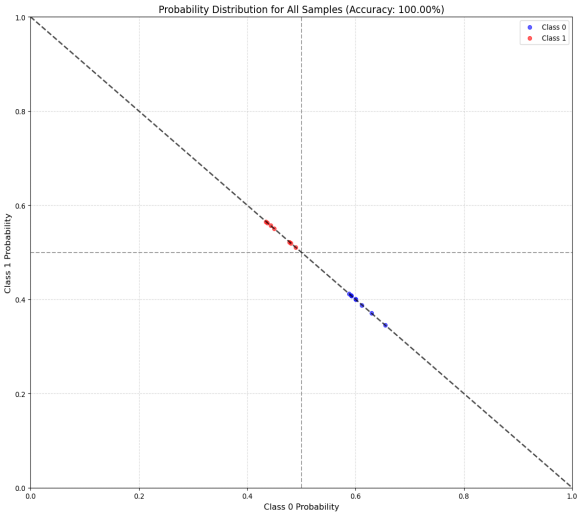 Probability Distribution for All Samples (Accuracy: 100.00%)
Class 0
Class 1
Class 1 Probability
1.0
0.8
0.6
0.4
0.2
0.0
0.0 0.2 0.4 0.6 0.8 1.0
Class 0 Probability